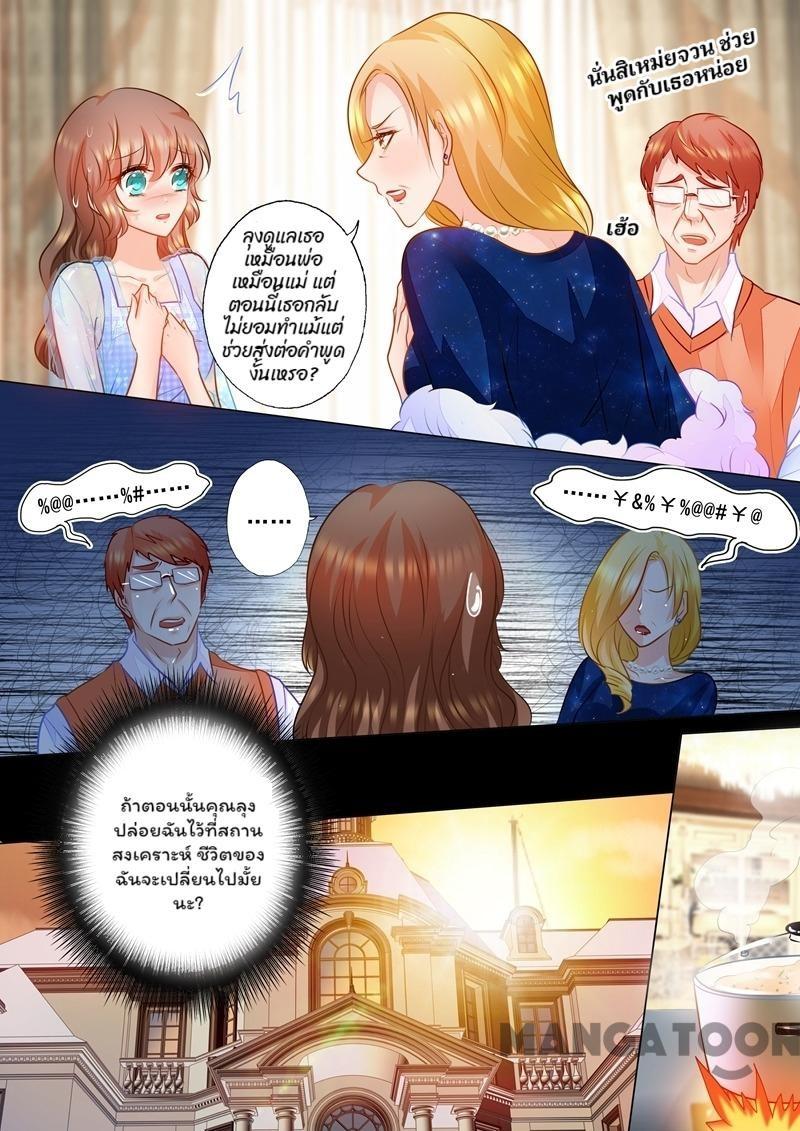 นั่นสิเหม่ยจวน ช่วย
พูดกับเธอหน่อย
เฮ้อ
ลุงดูแลเธอ
เหมือนพ่อ
เหมือนแม่ แต่
ตอนนี้เธอกลับ
ไม่ยอมทำแม้แต่
ช่วยส่งต่อคำพูด
งั้นเหรอ?
%@@……%#……
……
……￥&%￥%@@#￥@
ถ้าตอนนั้นคุณลุง
ปล่อยฉันไว้ที่สถาน
สงเคราะห์ ชีวิตของ
ฉันจะเปลี่ยนไปมั้ย
นะ?
MANGATOON